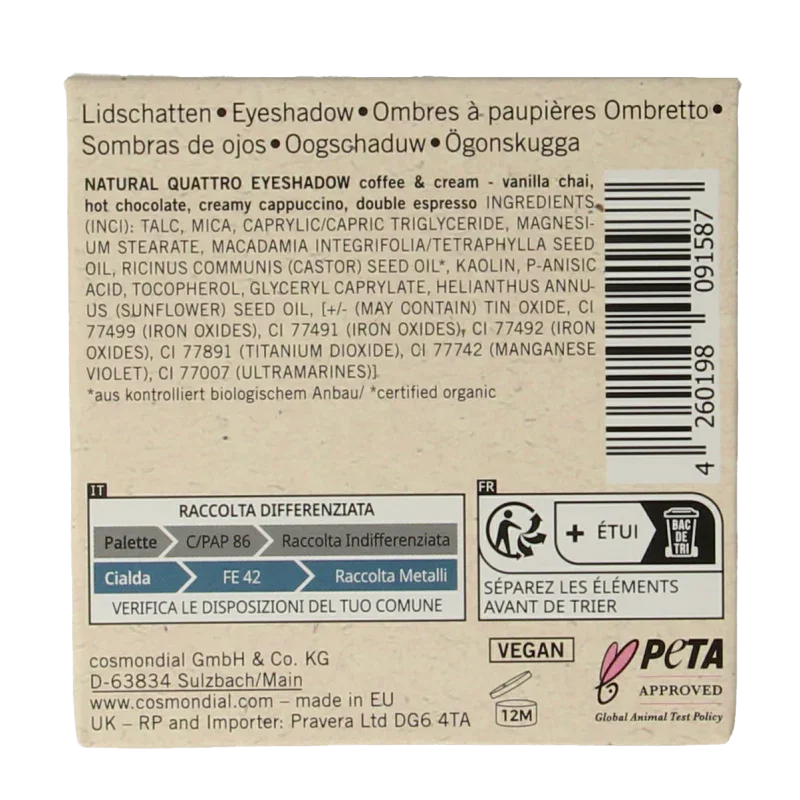 Lidschatten • Eyeshadow • Ombres à paupières Ombretto •
Sombras de ojos • Oogschaduw • Ögonskugga
NATURAL QUATTRO EYESHADOW coffee & cream - vanilla chai,
hot chocolate, creamy cappuccino, double espresso INGREDIENTS
(INCI): TALC, MICA, CAPRYLIC/CAPRIC TRIGLYCERIDE, MAGNESI-
UM STEARATE, MACADAMIA INTEGRIFOLIA/TETRAPHYLLA SEED
OIL, RICINUS COMMUNIS (CASTOR) SEED OIL*, KAOLIN, P-ANISIC
ACID, TOCOPHEROL, GLYCERYL CAPRYLATE, HELIANTHUS ANNU-
US (SUNFLOWER) SEED OIL, [+/- (MAY CONTAIN) TIN OXIDE, CI
77499 (IRON OXIDES), CI 77491 (IRON OXIDES), CI 77492 (IRON
OXIDES), CI 77891 (TITANIUM DIOXIDE), CI 77742 (MANGANESE
VIOLET), CI 77007 (ULTRAMARINES)]
*aus kontrolliert biologischem Anbau/ *certified organic
4 260198 091587
IT
RACCOLTA DIFFERENZIATA
Palette C/PAP 86 Raccolta Indifferenziata
Cialda FE 42 Raccolta Metalli
VERIFICA LE DISPOSIZIONI DEL TUO COMUNE
FR
+ ÉTUI
BAC
DE
TRI
SÉPAREZ LES ÉLÉMENTS
AVANT DE TRIER
cosmondial GmbH & Co. KG
D-63834 Sulzbach/Main
www.cosmondial.com – made in EU
UK – RP and Importer: Pravera Ltd DG6 4TA
VEGAN
12M
PETA
APPROVED
Global Animal Test Policy